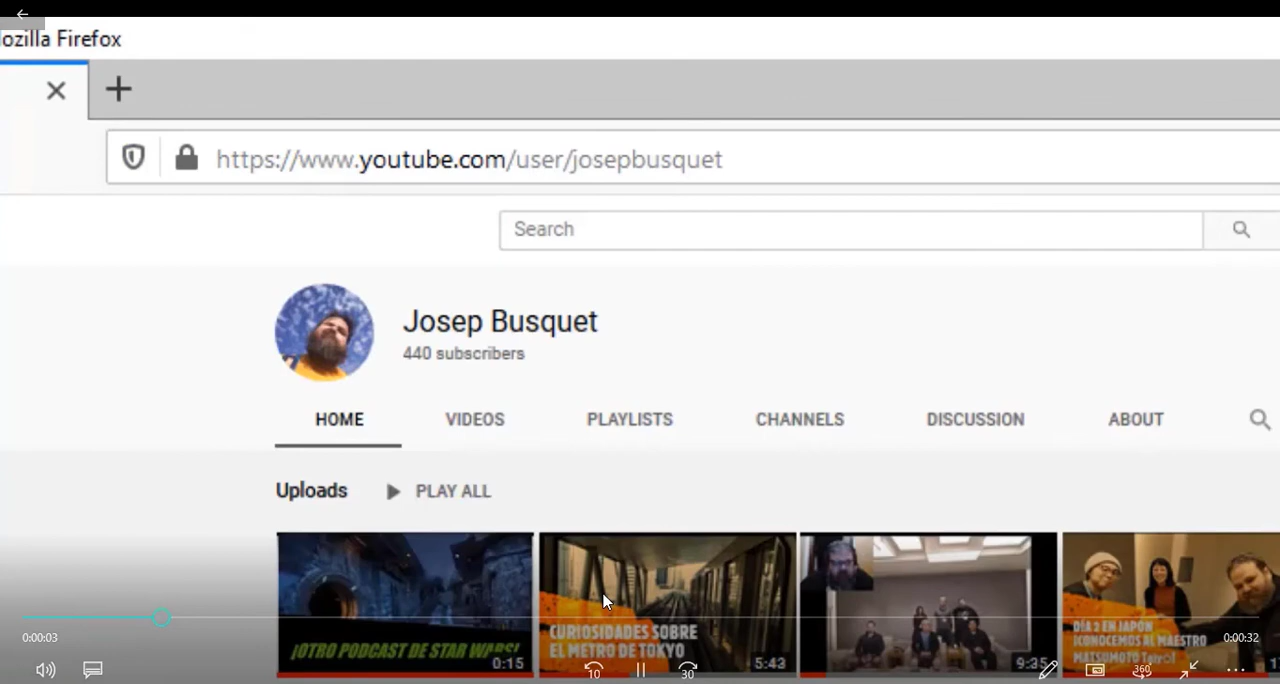 ozilla Firefox
https://www.youtube.com/user/josepbusquet
Search
Josep Busquet
440 subscribers
HOME VIDEOS PLAYLISTS CHANNELS DISCUSSION ABOUT
Uploads PLAY ALL
¡OTRO PODCAST DE STAR WARS!
0:15
CURIOSIDADES SOBRE
EL METRO DE TOKYO
5:43
9:35
DÍA 2 EN JAPÓN
¡CONOCEMOS AL MAESTRO
MATSUMOTO
0:00:03
0:00:32
10
30
360